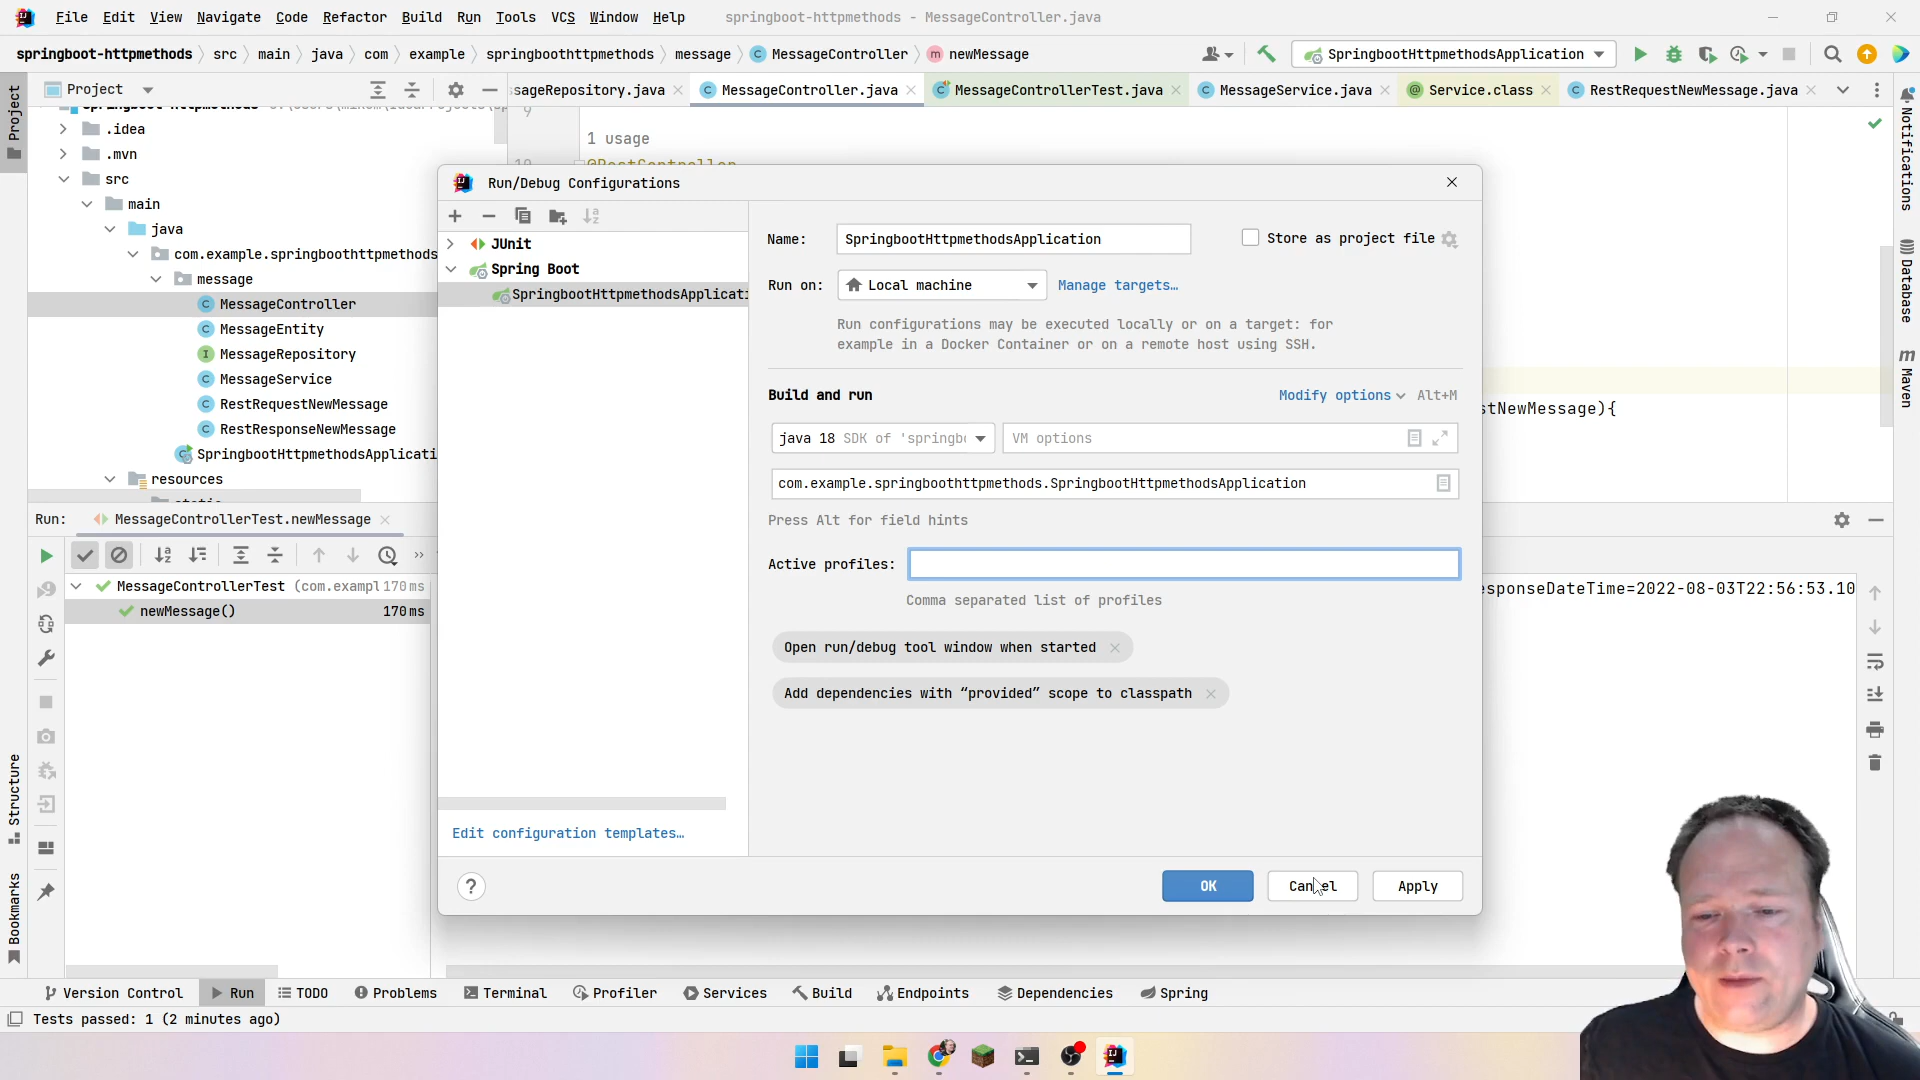 File Edit View Navigate Code Refactor Build Run Tools VCS Window Help springboot-httpmethods - MessageController.java
springboot-httpmethods src main java com example springboothttpmethods message MessageController newMessage SpringbootHttpmethodsApplication
Project sageRepository.java MessageController.java MessageControllerTest.java MessageService.java Service.class RestRequestNewMessage.java
Project
Notifications
Database
Maven
Structure
Bookmarks
.idea
.mvn
src
main
java
com.example.springboothttpmethods
message
MessageController
MessageEntity
MessageRepository
MessageService
RestRequestNewMessage
RestResponseNewMessage
SpringbootHttpmethodsApplicati
resources
9
1 usage
10 @RestController
stNewMessage){
Run/Debug Configurations
JUnit
Spring Boot
SpringbootHttpmethodsApplicati
Edit configuration templates…
Name: SpringbootHttpmethodsApplication Store as project file
Run on: Local machine Manage targets…
Run configurations may be executed locally or on a target: for
example in a Docker Container or on a remote host using SSH.
Build and run Modify options Alt+M
java 18 SDK of 'springb VM options
com.example.springboothttpmethods.SpringbootHttpmethodsApplication
Press Alt for field hints
Active profiles:
Comma separated list of profiles
Open run/debug tool window when started
Add dependencies with “provided” scope to classpath
? OK Cancel Apply
Run: MessageControllerTest.newMessage
MessageControllerTest (com.exampl 170 ms
newMessage() 170 ms
sponseDateTime=2022-08-03T22:56:53.10
Version Control Run TODO Problems Terminal Profiler Services Build Endpoints Dependencies Spring
Tests passed: 1 (2 minutes ago)